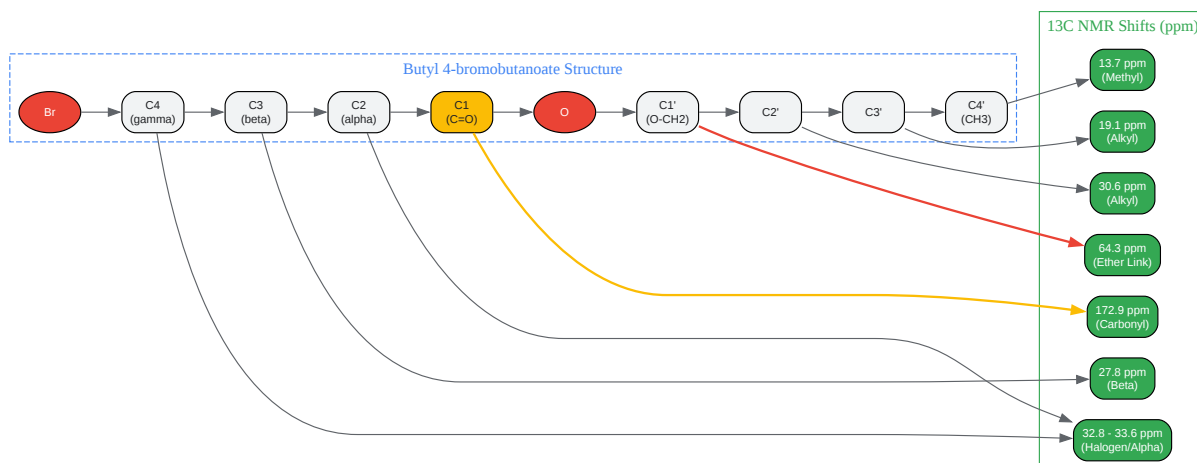 13C NMR Shifts (ppm)
Butyl 4-bromobutanoate Structure
Br
C4
(gamma)
C3
(beta)
C2
(alpha)
C1
(C=O)
O
C1'
(O-CH2)
C2'
C3'
C4'
(CH3)
13.7 ppm
(Methyl)
19.1 ppm
(Alkyl)
30.6 ppm
(Alkyl)
64.3 ppm
(Ether Link)
172.9 ppm
(Carbonyl)
27.8 ppm
(Beta)
32.8 - 33.6 ppm
(Halogen/Alpha)